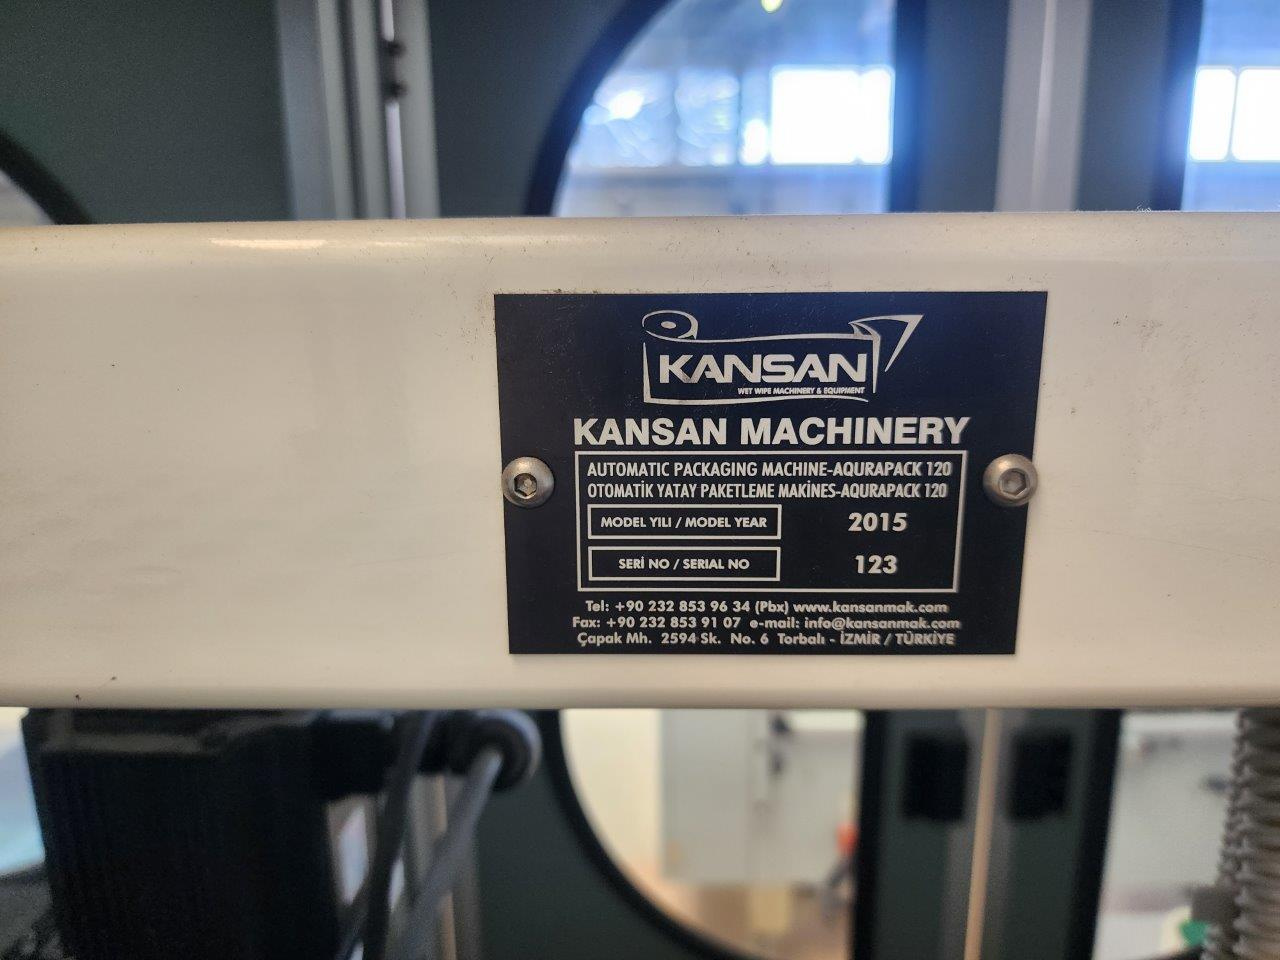 KANSAN
WET WIPE MACHINERY & EQUIPMENT
KANSAN MACHINERY
AUTOMATIC PACKAGING MACHINE-AQURAPACK 120
OTOMATİK YATAY PAKETLEME MAKİNES-AQURAPACK 120
MODEL YILI / MODEL YEAR 2015
SERİ NO / SERIAL NO 123
Tel: +90 232 853 96 34 (Pbx) www.kansanmak.com
Fax: +90 232 853 91 07 e-mail: info@kansanmak.com
Çapak Mh. 2594 Sk. No. 6 Torbalı - İZMİR / TÜRKİYE